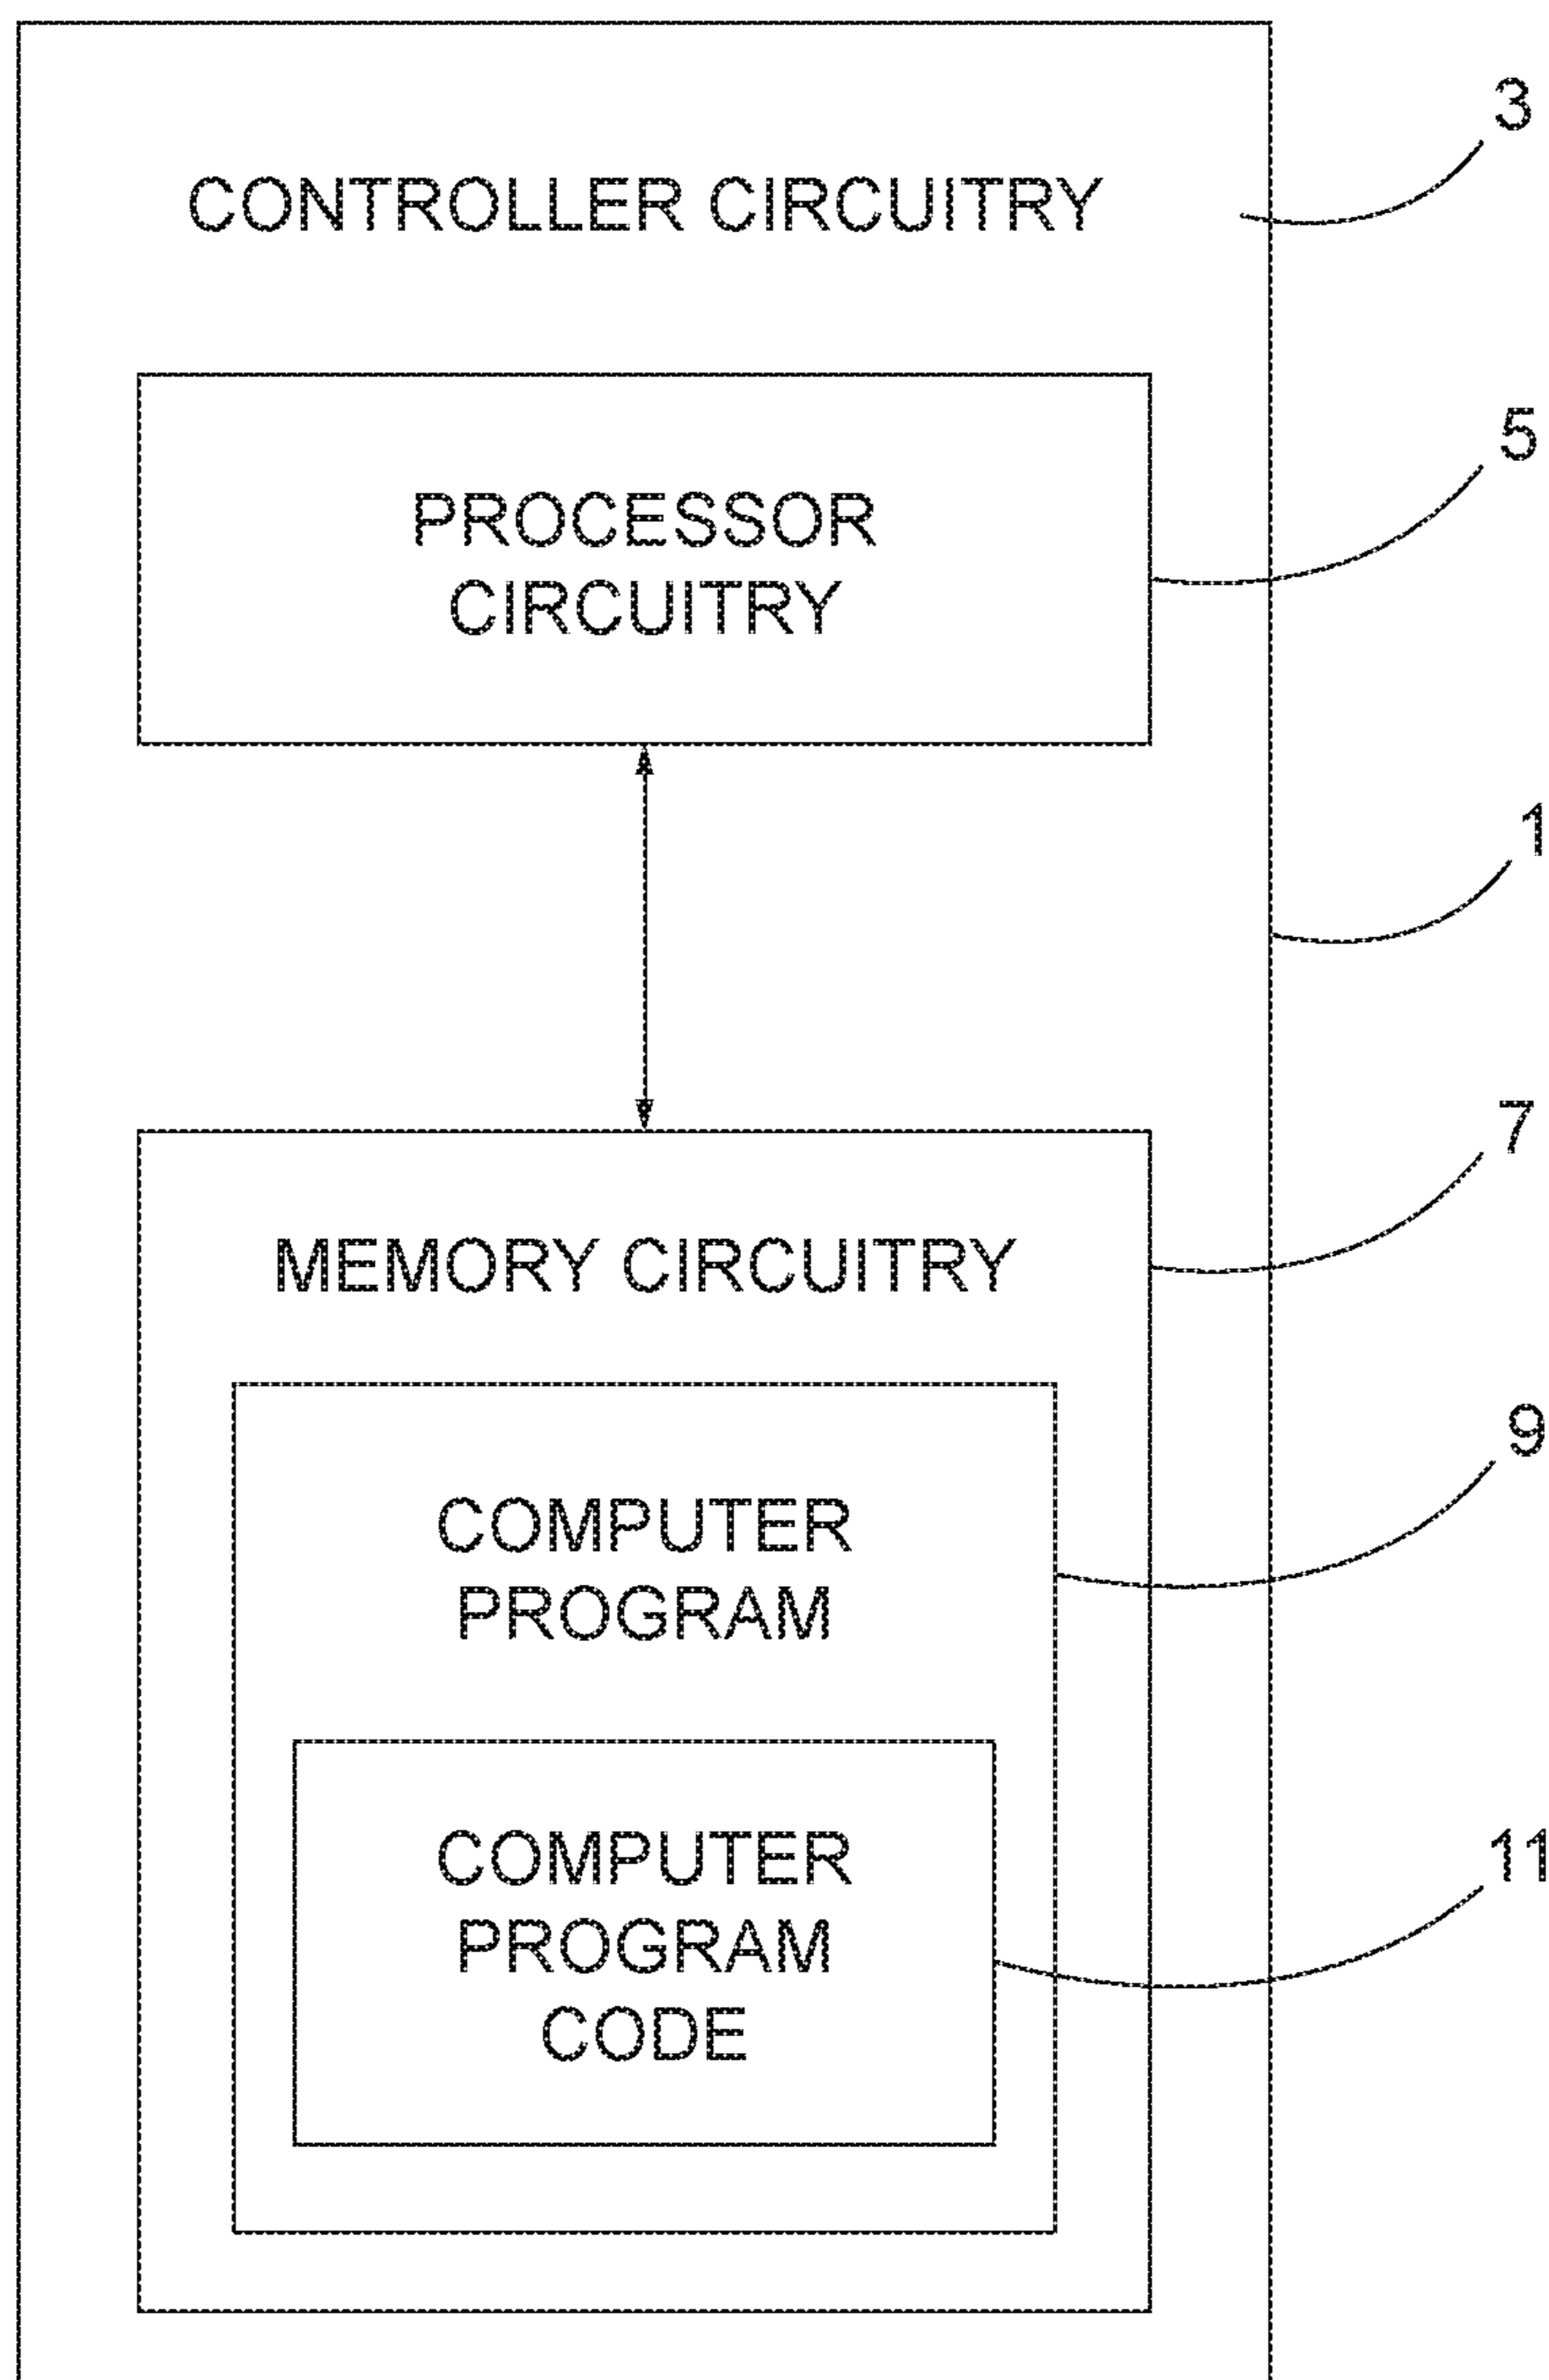 3
CONTROLLER CIRCUITRY
5
PROCESSOR
CIRCUITRY
1
7
MEMORY CIRCUITRY
9
COMPUTER
PROGRAM
11
COMPUTER
PROGRAM
CODE